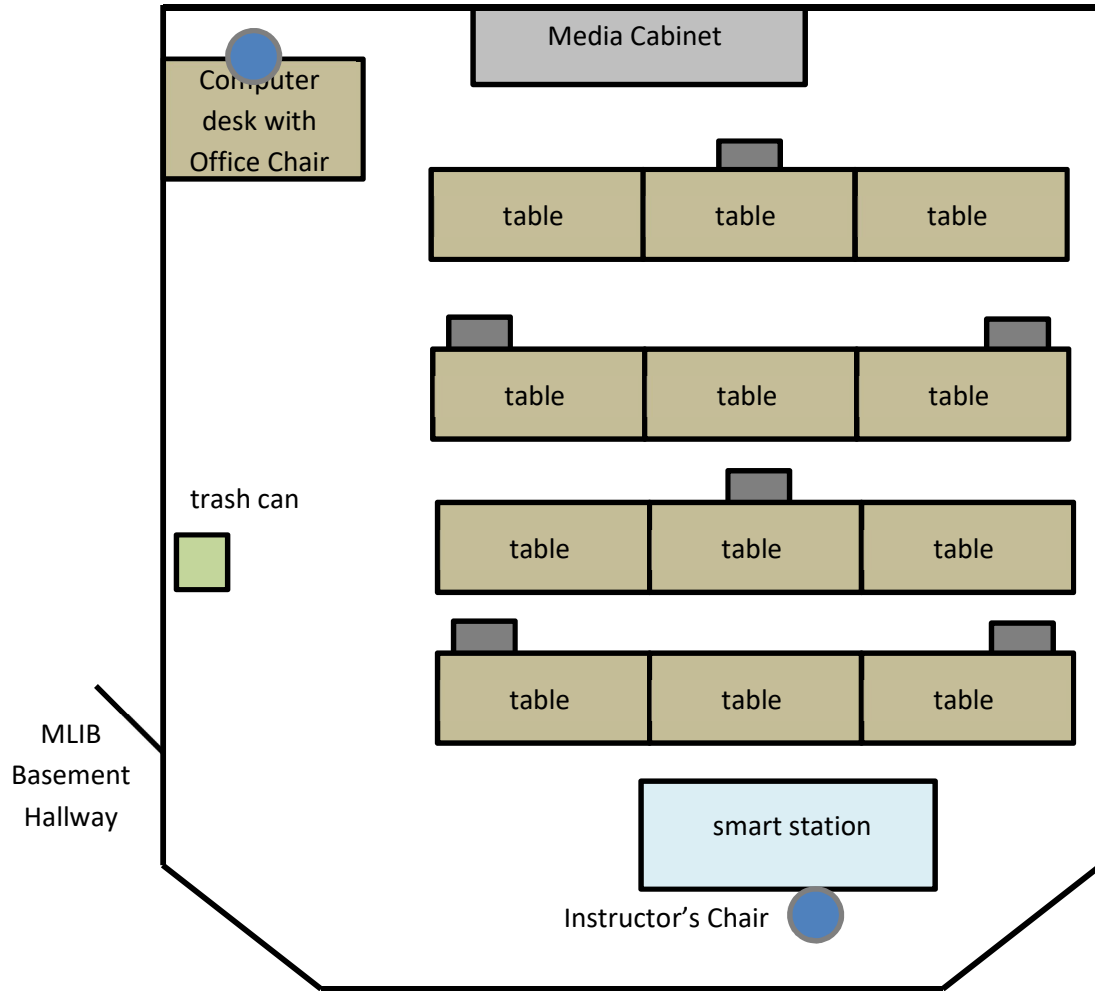 Media Cabinet
Computer
desk with
Office Chair
table table table
table table table
trash can
table table table
table table table
MLIB
Basement
Hallway
smart station
Instructor’s Chair